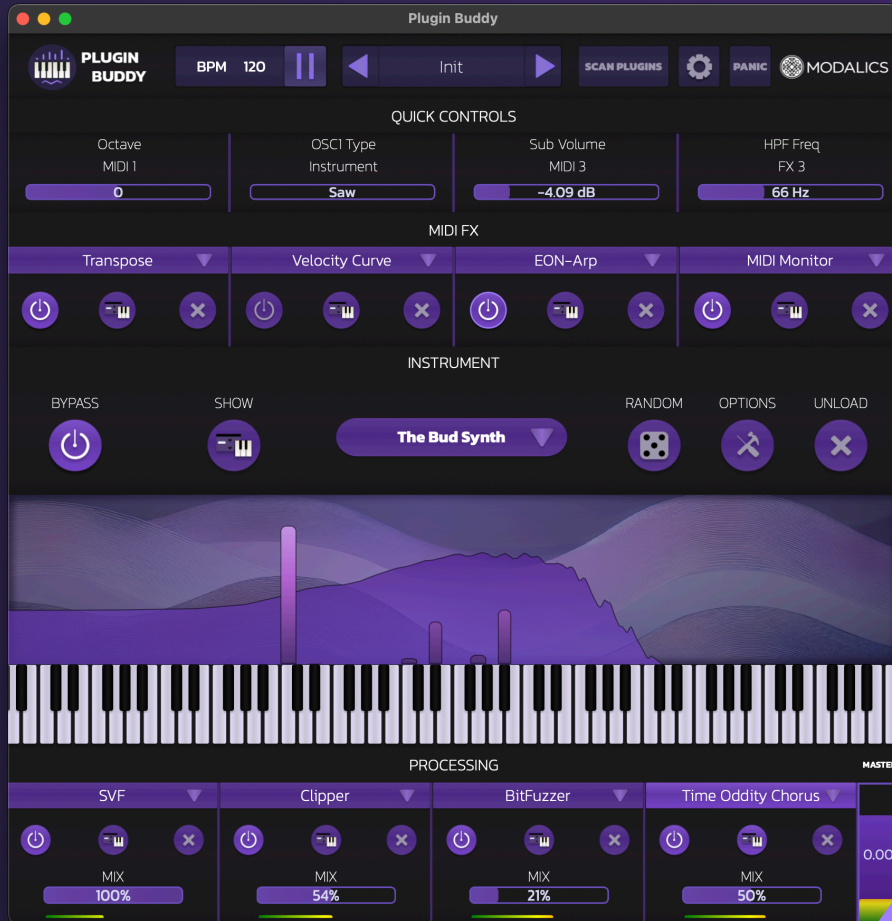 Plugin Buddy
PLUGIN
BUDDY
BPM 120
Init
SCAN PLUGINS
PANIC
MODALICS
QUICK CONTROLS
Octave
MIDI 1
0
OSC1 Type
Instrument
Saw
Sub Volume
MIDI 3
-4.09 dB
HPF Freq
FX 3
66 Hz
MIDI FX
Transpose
Velocity Curve
EON-Arp
MIDI Monitor
INSTRUMENT
BYPASS
SHOW
The Bud Synth
RANDOM
OPTIONS
UNLOAD
PROCESSING
MASTE
SVF
Clipper
BitFuzzer
Time Oddity Chorus
MIX
100%
MIX
54%
MIX
21%
MIX
50%
0.00